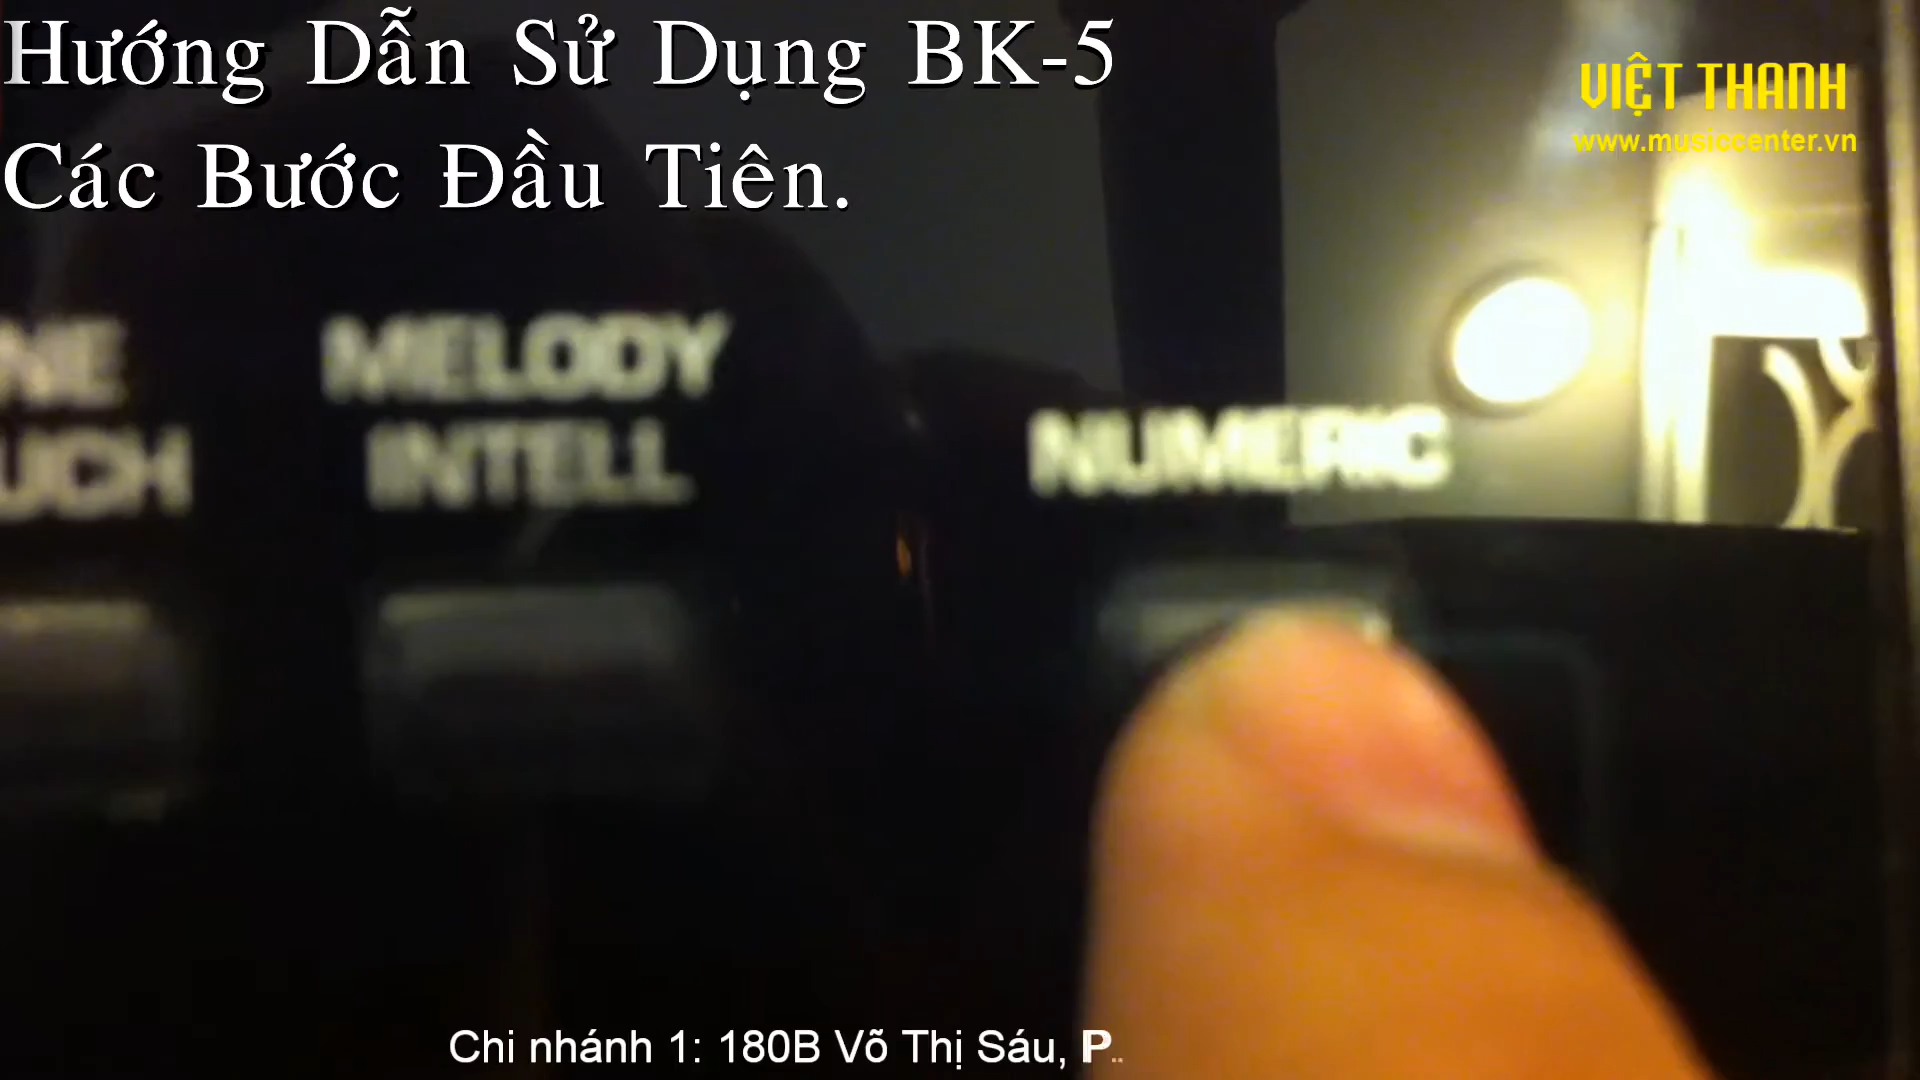 Hướng Dẫn Sử Dụng BK-5
Các Bước Đầu Tiên.
VIỆT THANH
www.musiccenter.vn
MELODY
INTELL
NUMERIC
Chi nhánh 1: 180B Võ Thị Sáu, P..